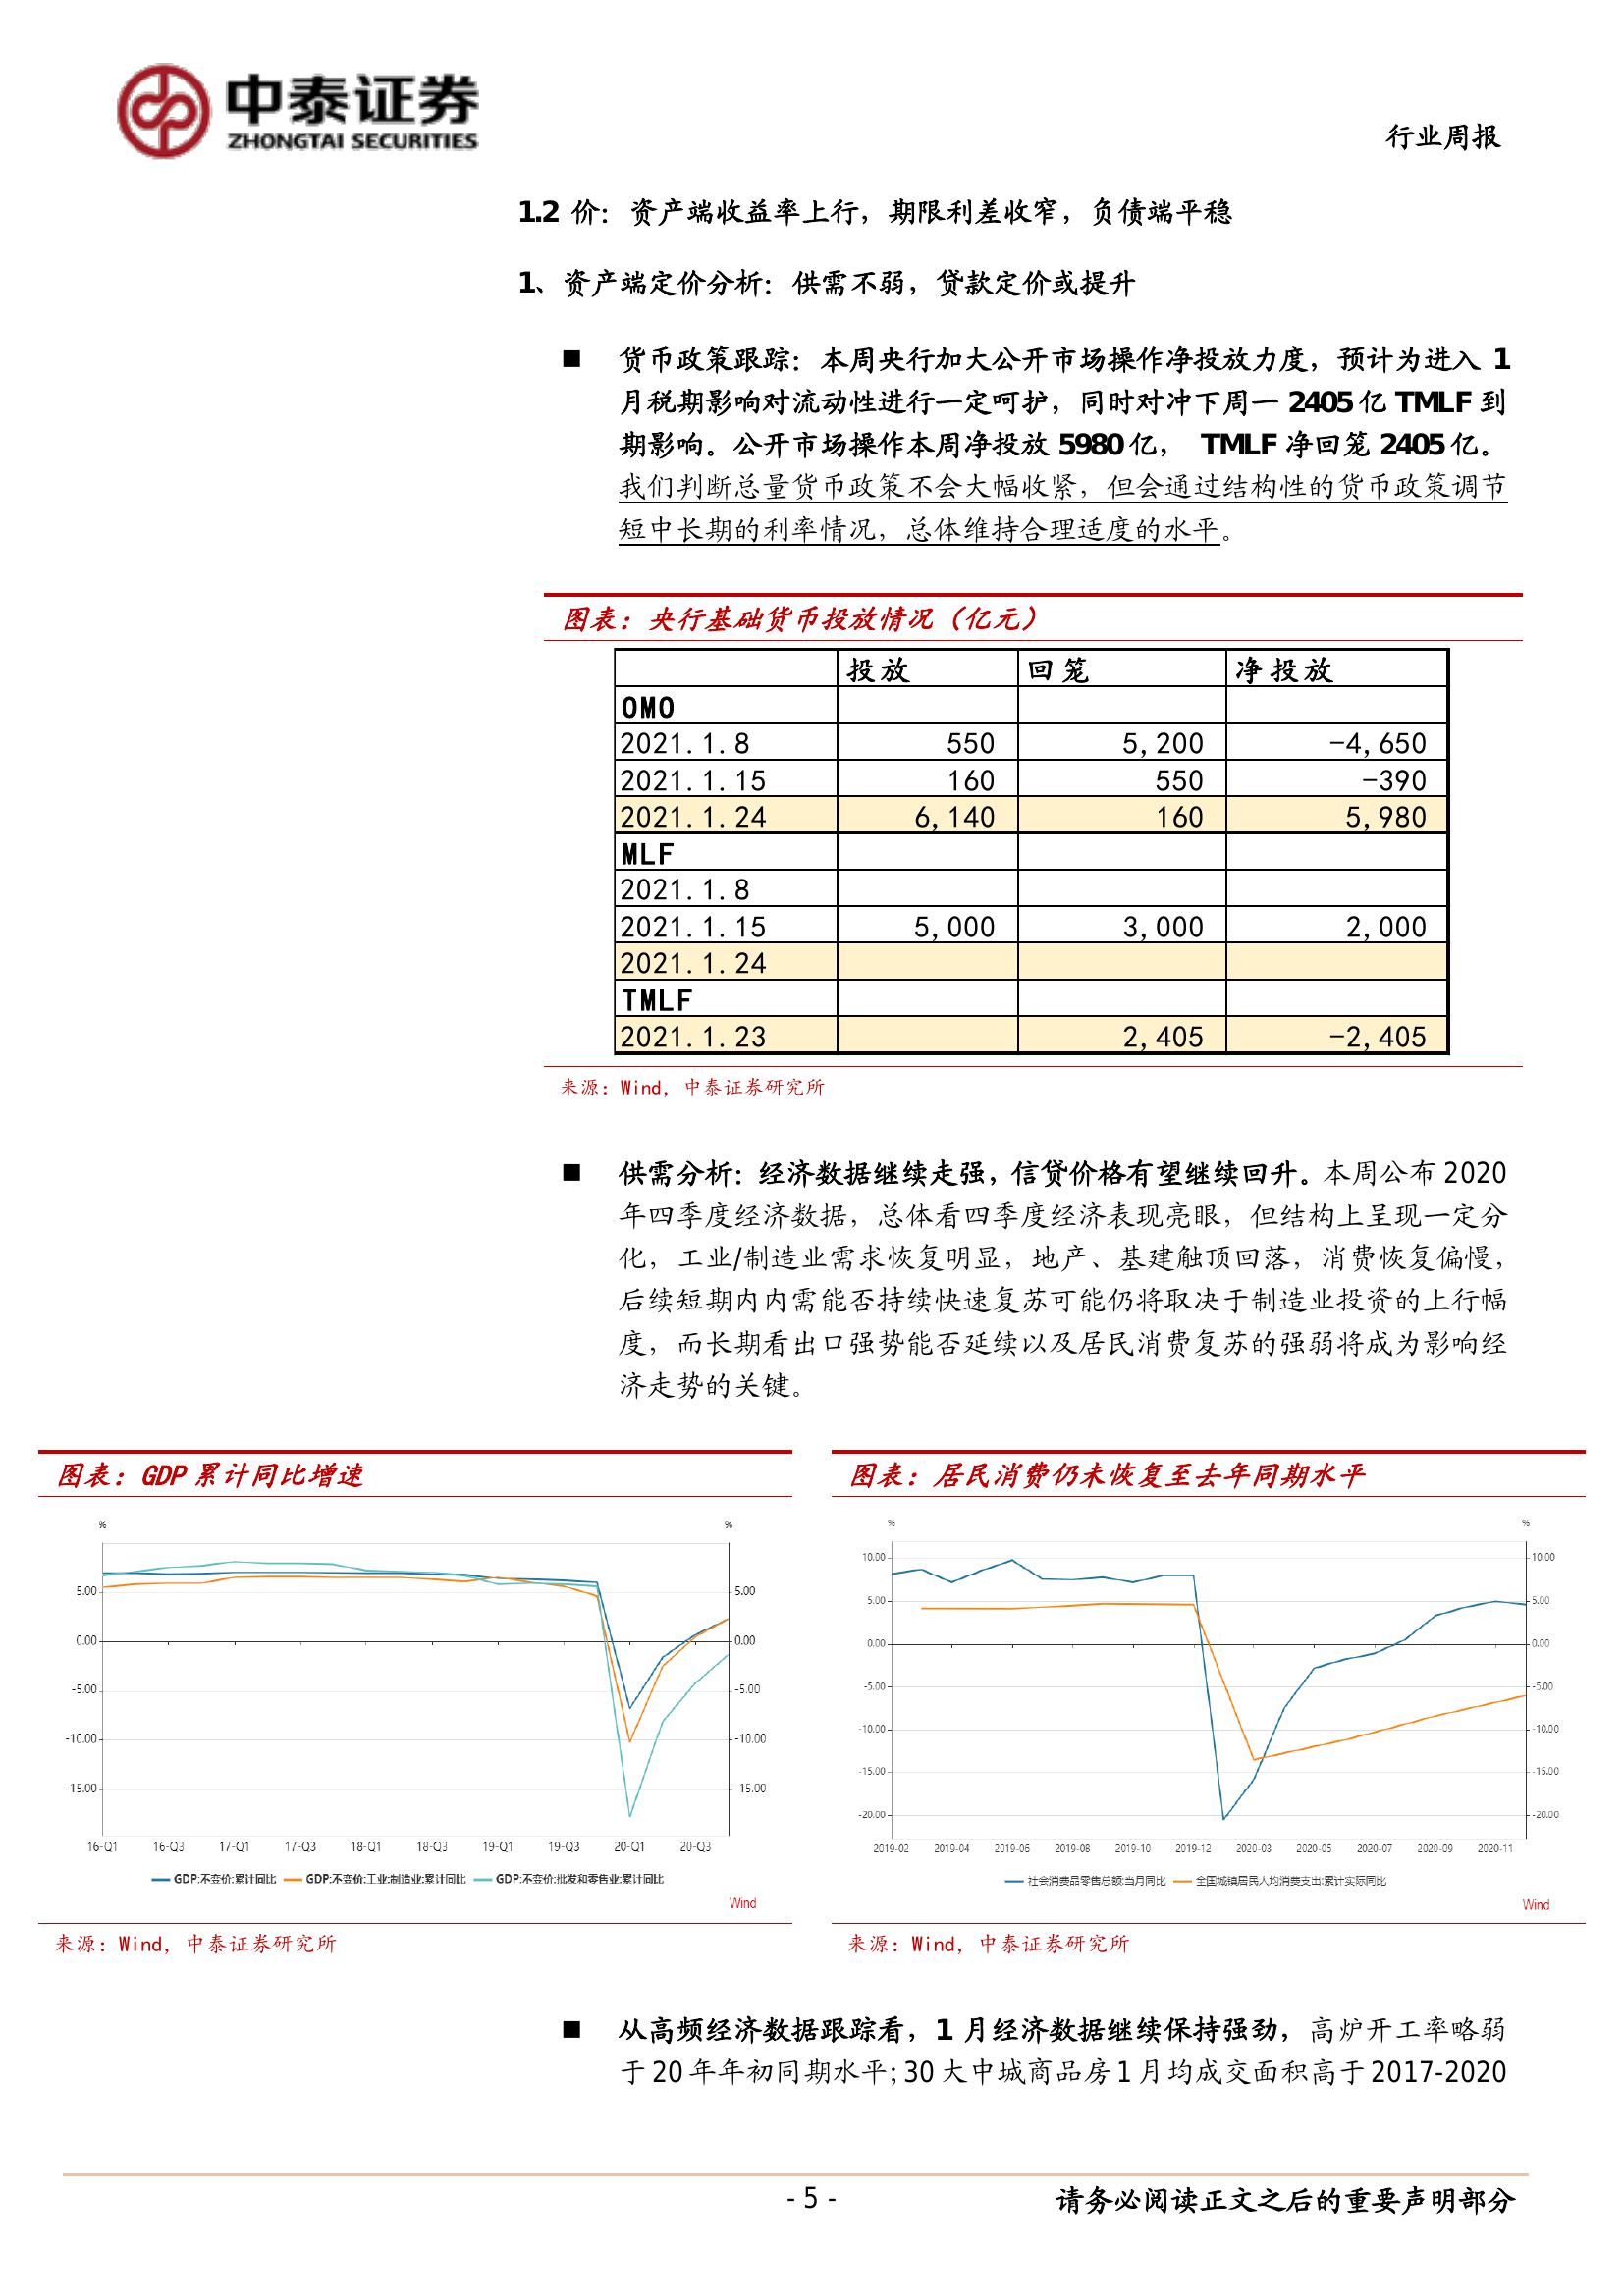 中泰证券
ZHONGTAI SECURITIES
行业周报
1.2 价：资产端收益率上行，期限利差收窄，负债端平稳
1、资产端定价分析：供需不弱，贷款定价或提升
■ 货币政策跟踪：本周央行加大公开市场操作净投放力度，预计为进入 1
月税期影响对流动性进行一定呵护，同时对冲下周一 2405 亿 TMLF 到
期影响。公开市场操作本周净投放 5980 亿， TMLF 净回笼 2405 亿。
我们判断总量货币政策不会大幅收紧，但会通过结构性的货币政策调节
短中长期的利率情况，总体维持合理适度的水平。
图表：央行基础货币投放情况（亿元）
投放 回笼 净投放
OMO
2021.1.8 550 5,200 -4,650
2021.1.15 160 550 -390
2021.1.24 6,140 160 5,980
MLF
2021.1.8
2021.1.15 5,000 3,000 2,000
2021.1.24
TMLF
2021.1.23 2,405 -2,405
来源：Wind，中泰证券研究所
■ 供需分析：经济数据继续走强，信贷价格有望继续回升。本周公布 2020
年四季度经济数据，总体看四季度经济表现亮眼，但结构上呈现一定分
化，工业/制造业需求恢复明显，地产、基建触顶回落，消费恢复偏慢，
后续短期内内需能否持续快速复苏可能仍将取决于制造业投资的上行幅
度，而长期看出口强势能否延续以及居民消费复苏的强弱将成为影响经
济走势的关键。
图表：GDP 累计同比增速
% %
5.00 5.00
0.00 0.00
-5.00 -5.00
-10.00 -10.00
-15.00 -15.00
16-Q1 16-Q3 17-Q1 17-Q3 18-Q1 18-Q3 19-Q1 19-Q3 20-Q1 20-Q3
GDP:不变价:累计同比 GDP:不变价:工业:制造业:累计同比 GDP:不变价:批发和零售业:累计同比
Wind
来源：Wind，中泰证券研究所
图表：居民消费仍未恢复至去年同期水平
% %
10.00 10.00
5.00 5.00
0.00 0.00
-5.00 -5.00
-10.00 -10.00
-15.00 -15.00
-20.00 -20.00
2019-02 2019-04 2019-06 2019-08 2019-10 2019-12 2020-03 2020-05 2020-07 2020-09 2020-11
社会消费品零售总额:当月同比 全国城镇居民人均消费支出:累计实际同比
Wind
来源：Wind，中泰证券研究所
■ 从高频经济数据跟踪看，1 月经济数据继续保持强劲，高炉开工率略弱
于 20 年年初同期水平；30 大中城商品房 1 月均成交面积高于 2017-2020
- 5 -
请务必阅读正文之后的重要声明部分